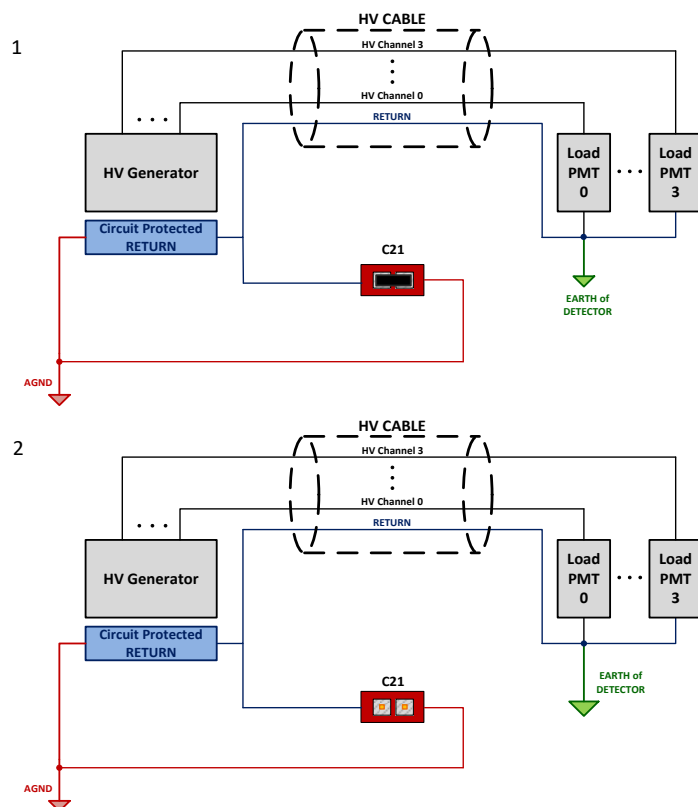 1
HV CABLE
HV Channel 3
HV Channel 0
RETURN
HV Generator
Load
PMT
0
Load
PMT
3
Circuit Protected
RETURN
C21
EARTH of
DETECTOR
AGND
2
HV CABLE
HV Channel 3
HV Channel 0
RETURN
HV Generator
Load
PMT
0
Load
PMT
3
Circuit Protected
RETURN
C21
EARTH of
DETECTOR
AGND